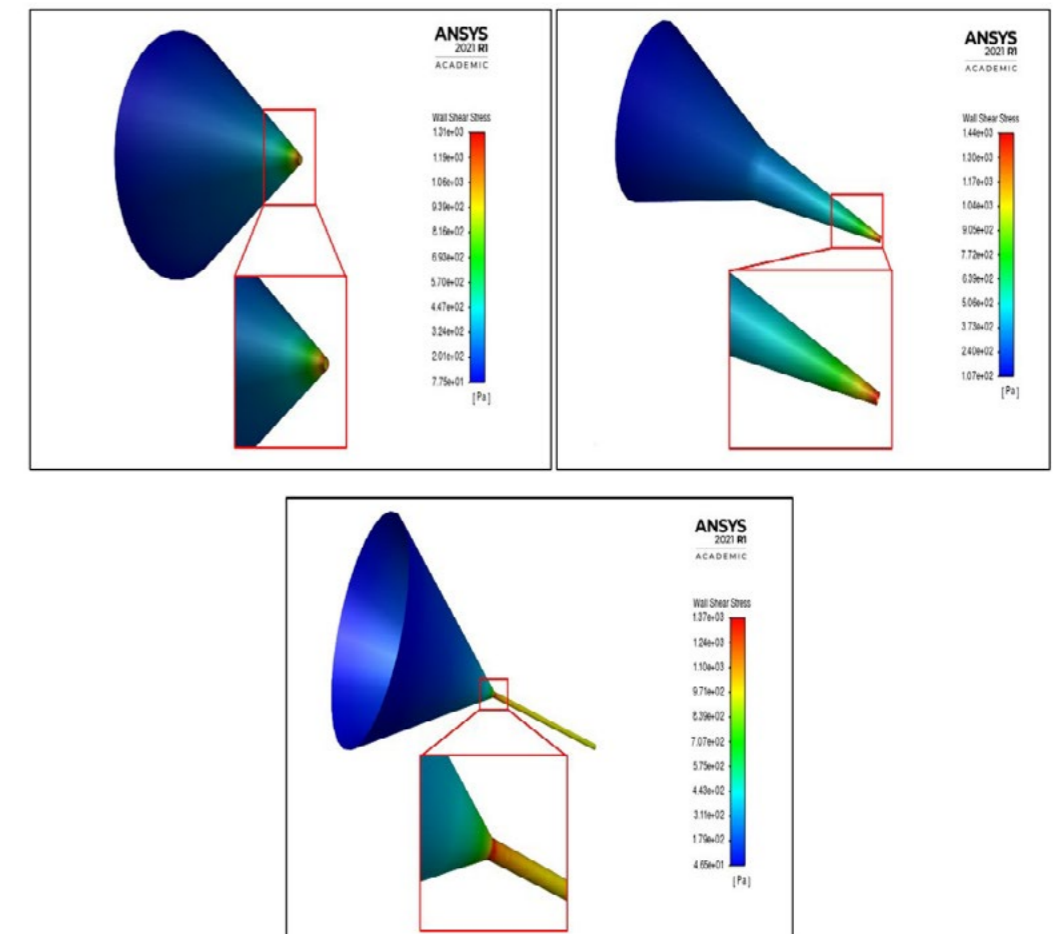 ANSYS
2021 R1
ACADEMIC
Wall Shear Stress
1.31e+03
1.19e+03
1.06e+03
9.39e+02
8.16e+02
6.93e+02
5.70e+02
4.47e+02
3.24e+02
2.01e+02
7.75e+01
[Pa]
ANSYS
2021 R1
ACADEMIC
Wall Shear Stress
1.44e+03
1.30e+03
1.17e+03
1.04e+03
9.05e+02
7.72e+02
6.39e+02
5.06e+02
3.73e+02
2.40e+02
1.07e+02
[Pa]
ANSYS
2021 R1
ACADEMIC
Wall Shear Stress
1.37e+03
1.24e+03
1.10e+03
9.71e+02
8.39e+02
7.07e+02
5.75e+02
4.43e+02
3.11e+02
1.79e+02
4.65e+01
[Pa]